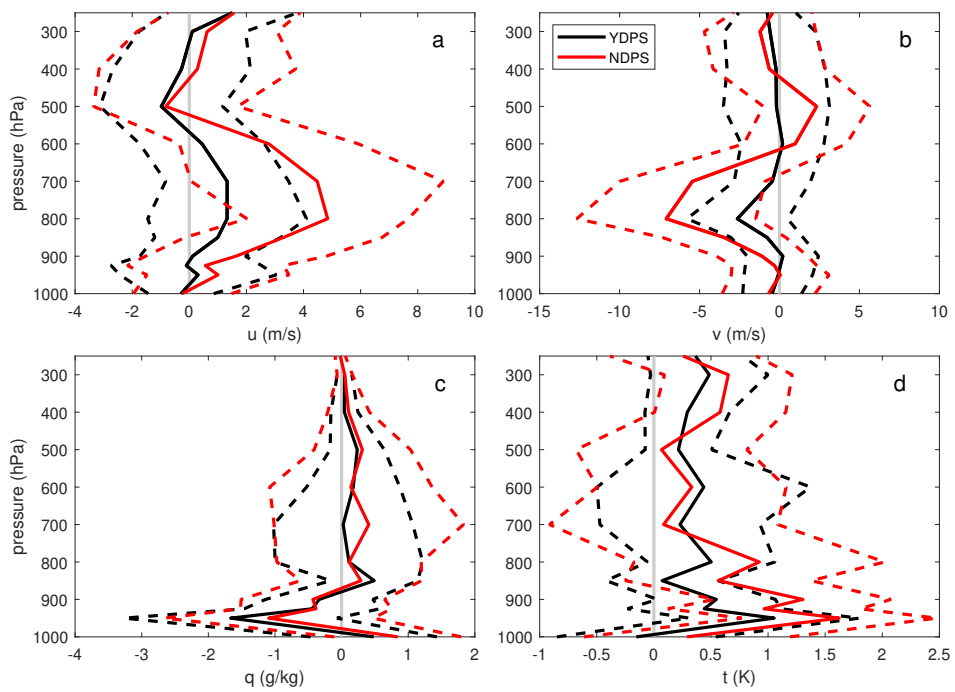 300
400
500
600
700
800
900
1000
pressure (hPa)
a
-4 -2 0 2 4 6 8 10
u (m/s)
300
400
500
600
700
800
900
1000
b
YDPS
NDPS
-15 -10 -5 0 5 10
v (m/s)
300
400
500
600
700
800
900
1000
pressure (hPa)
c
-4 -3 -2 -1 0 1 2
q (g/kg)
300
400
500
600
700
800
900
1000
d
-1 -0.5 0 0.5 1 1.5 2 2.5
t (K)